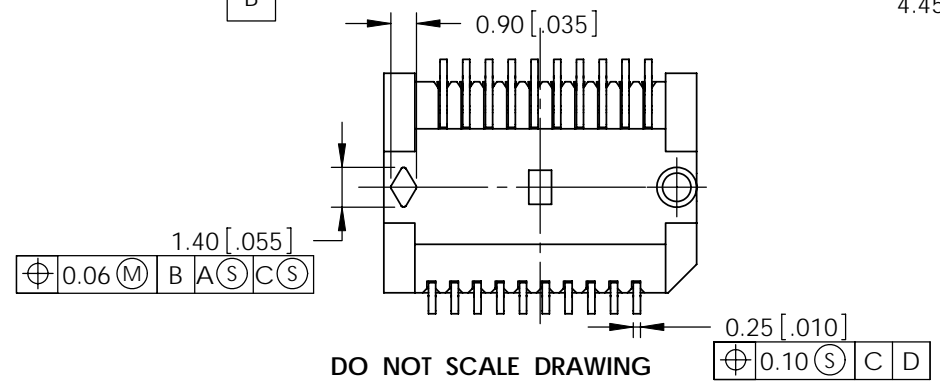 B
4.45
0.90 [.035]
1.40 [.055]
⌖ 0.06 Ⓜ B A Ⓢ C Ⓢ
0.25 [.010]
⌖ 0.10 Ⓢ C D
DO NOT SCALE DRAWING